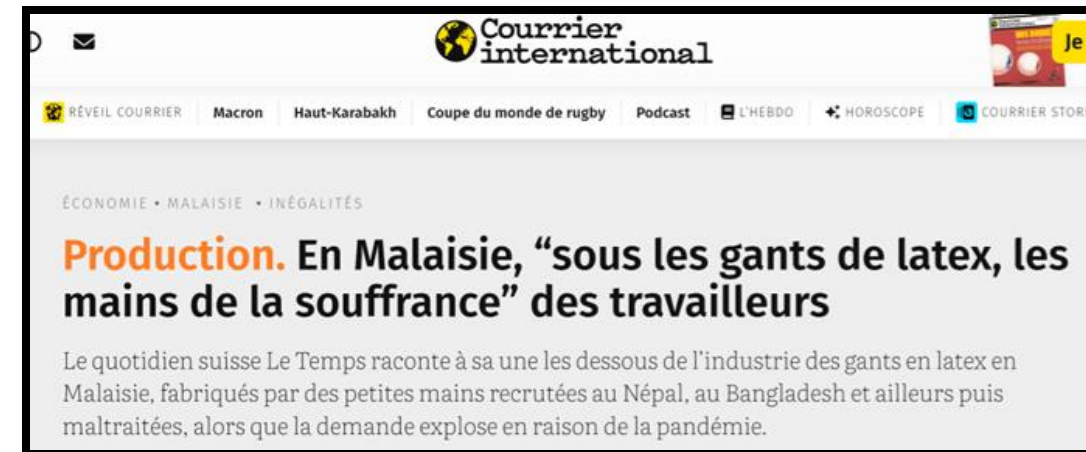 Courrier
international
Je
RÉVEIL COURRIER Macron Haut-Karabakh Coupe du monde de rugby Podcast L'HEBDO HOROSCOPE COURRIER STOR
ÉCONOMIE • MALAISIE • INÉGALITÉS
Production. En Malaisie, “sous les gants de latex, les
mains de la souffrance” des travailleurs
Le quotidien suisse Le Temps raconte à sa une les dessous de l’industrie des gants en latex en
Malaisie, fabriqués par des petites mains recrutées au Népal, au Bangladesh et ailleurs puis
maltraitées, alors que la demande explose en raison de la pandémie.